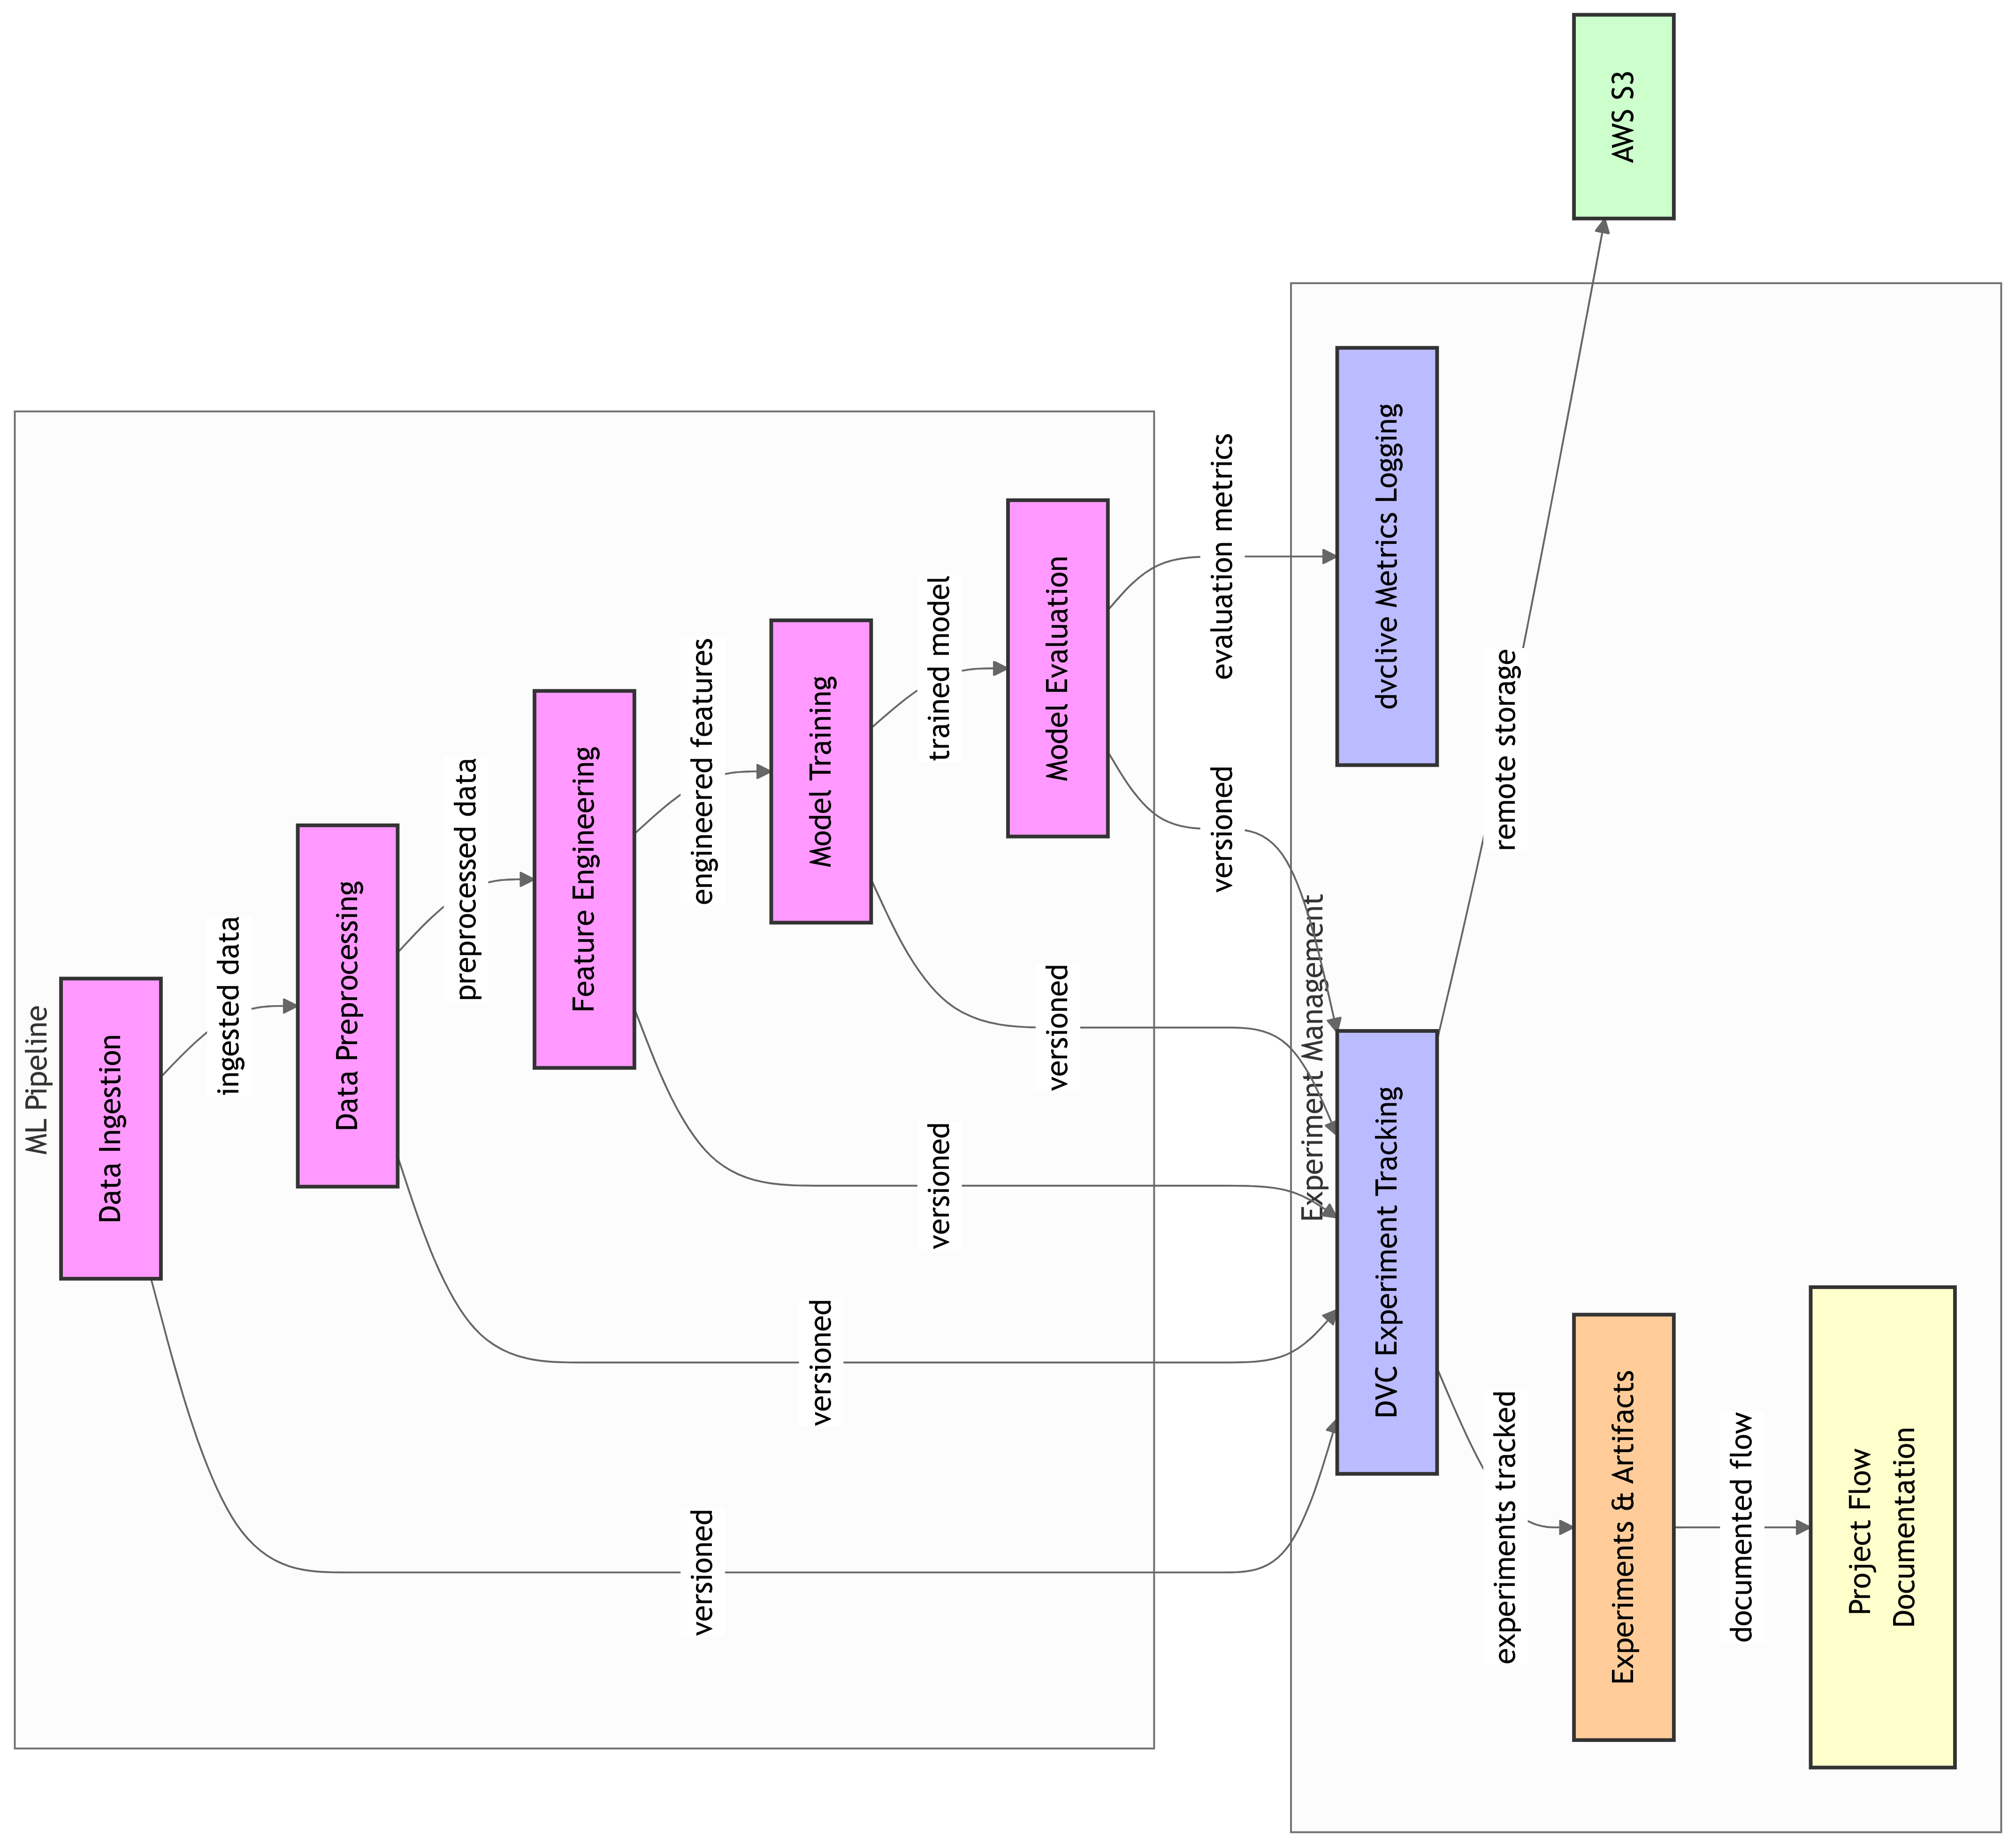 ML Pipeline
Data Ingestion
ingested data
Data Preprocessing
preprocessed data
Feature Engineering
engineered features
Model Training
trained model
Model Evaluation
evaluation metrics
versioned
versioned
versioned
versioned
versioned
Experiment Management
dvclive Metrics Logging
DVC Experiment Tracking
remote storage
AWS S3
experiments tracked
Experiments & Artifacts
documented flow
Project Flow
Documentation